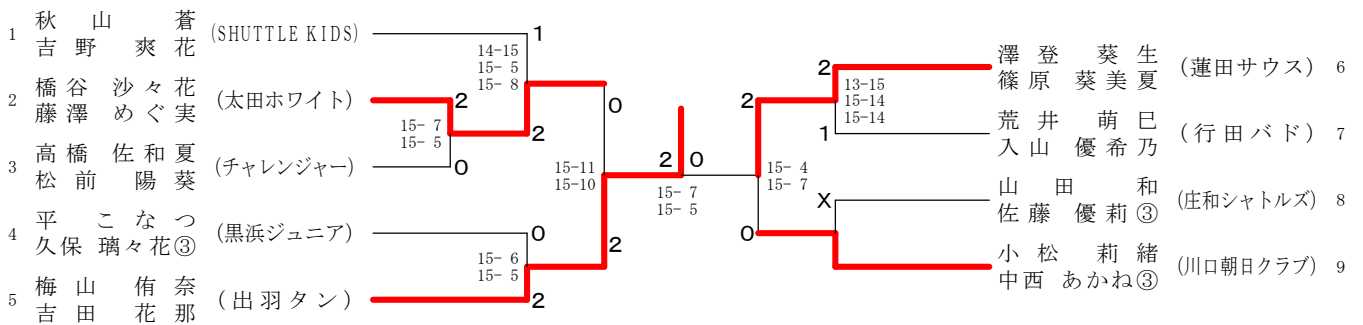 1 秋山 蒼 (SHUTTLE KIDS) 1
吉野 爽花
14-15
15- 5
15- 8
2 橋谷 沙々花 (太田ホワイト) 2
藤澤 めぐ実
15- 7
15- 5
2
0
3 高橋 佐和夏 (チャレンジャー) 0
松前 陽葵
15-11
15-10
4 平 こなつ (黒浜ジュニア) 0
久保 璃々花③
2
15- 6
15- 5
5 梅山 侑奈 (出羽タン) 2
吉田 花那
2 0
15- 7
15- 5
2 澤登 葵生 (蓮田サウス) 6
篠原 葵美夏
13-15
15-14
15-14
2
1 荒井 萌巳 (行田バド) 7
入山 優希乃
15- 4
15- 7
X 山田 和 (庄和シャトルズ) 8
佐藤 優莉③
0
小松 莉緒 (川口朝日クラブ) 9
中西 あかね③